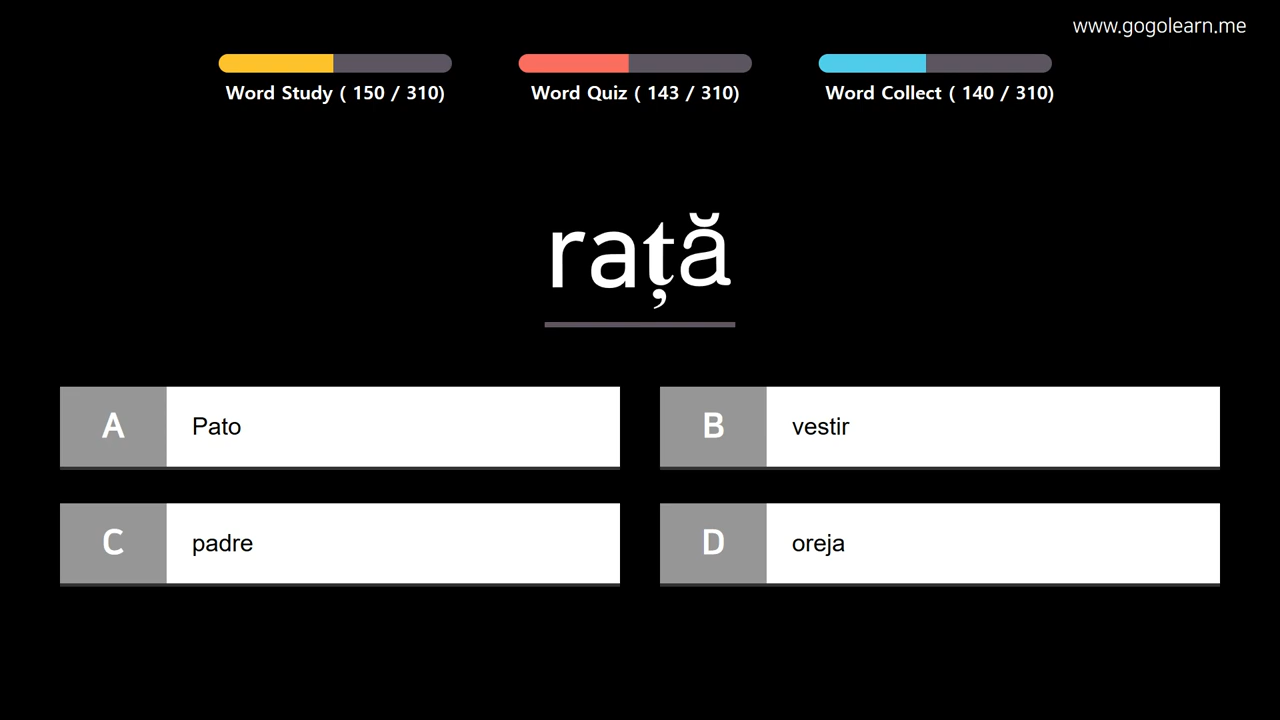 www.gogolearn.me
Word Study ( 150 / 310)
Word Quiz ( 143 / 310)
Word Collect ( 140 / 310)
rață
A Pato
B vestir
C padre
D oreja